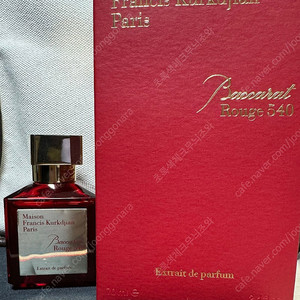 Francis Kurkdjian
Paris
Baccarat
Rouge 540
Extrait de parfum
Maison
Francis Kurkdjian
Paris
Baccarat
Rouge
Extrait de parfum